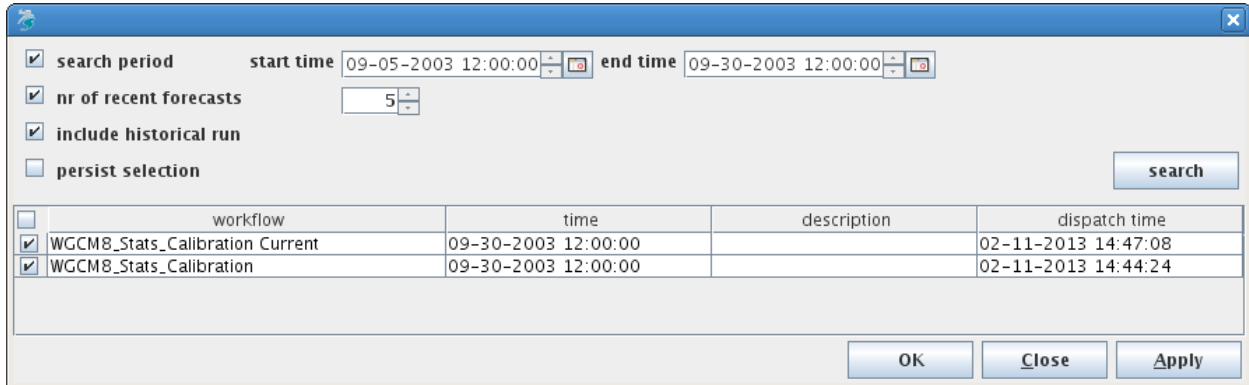 search period start time 09-05-2003 12:00:00 end time 09-30-2003 12:00:00
nr of recent forecasts 5
include historical run
persist selection
search
workflow time description dispatch time
WGCM8_Stats_Calibration Current 09-30-2003 12:00:00 02-11-2013 14:47:08
WGCM8_Stats_Calibration 09-30-2003 12:00:00 02-11-2013 14:44:24
OK Close Apply